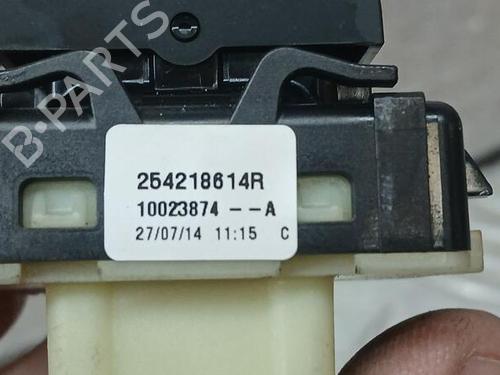 B-PARTS
254218614R
10023874 -- A
27/07/14 11:15 C